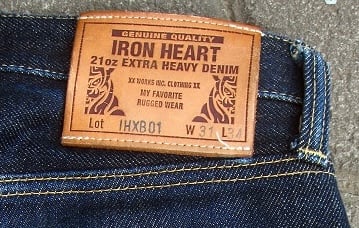 GENUINE QUALITY
IRON HEART
21oz EXTRA HEAVY DENIM
XX WORKS INC. CLOTHING XX
MY FAVORITE
RUGGED WEAR
Lot IHXB01 W 31 L34